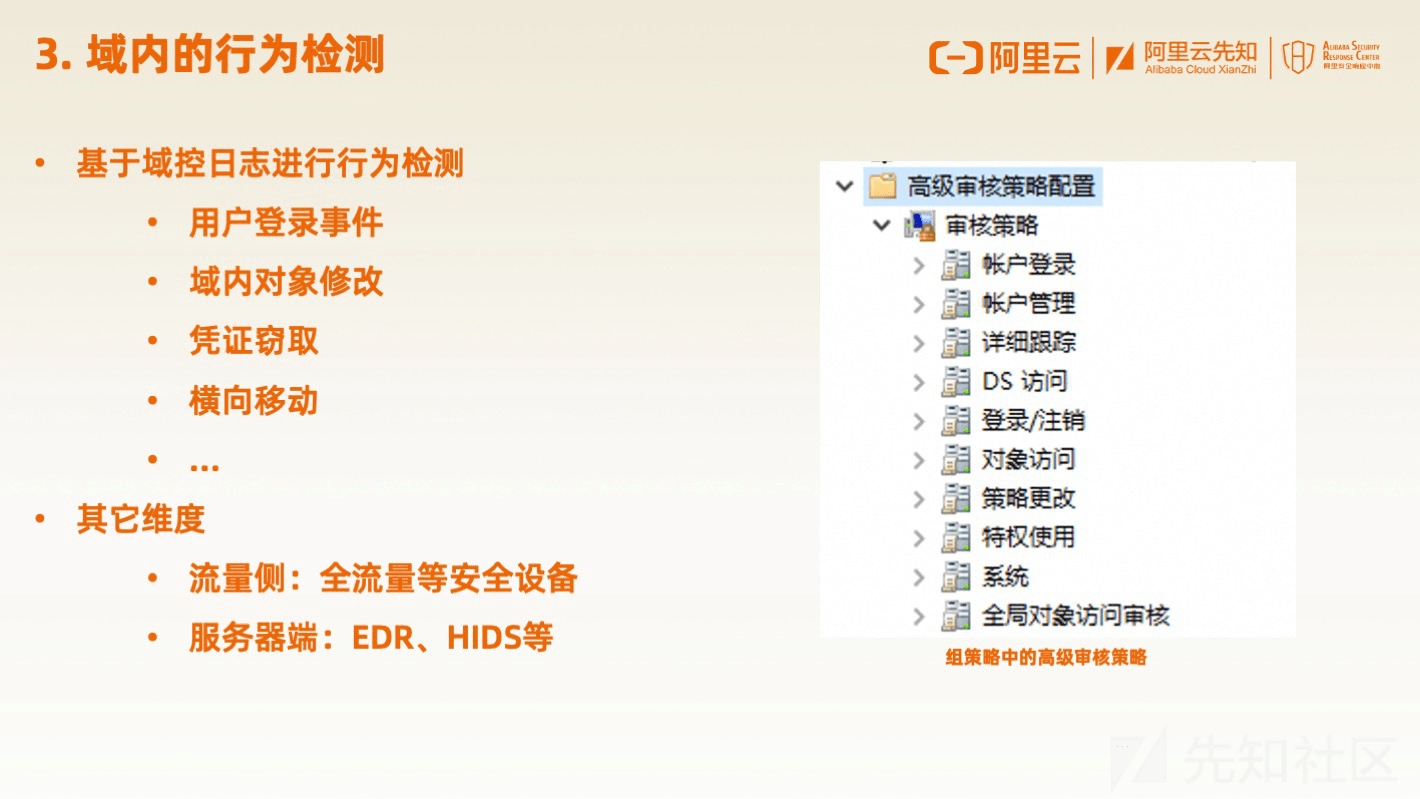 3. 域内的行为检测
阿里云
阿里云先知
Alibaba Cloud XianZhi
ALIBABA SECURITY
RESPONSE CENTER
阿里安全响应中心
• 基于域控日志进行行为检测
• 用户登录事件
• 域内对象修改
• 凭证窃取
• 横向移动
• ...
• 其它维度
• 流量侧：全流量等安全设备
• 服务器端：EDR、HIDS等
高级审核策略配置
审核策略
帐户登录
帐户管理
详细跟踪
DS 访问
登录/注销
对象访问
策略更改
特权使用
系统
全局对象访问审核
组策略中的高级审核策略
先知社区